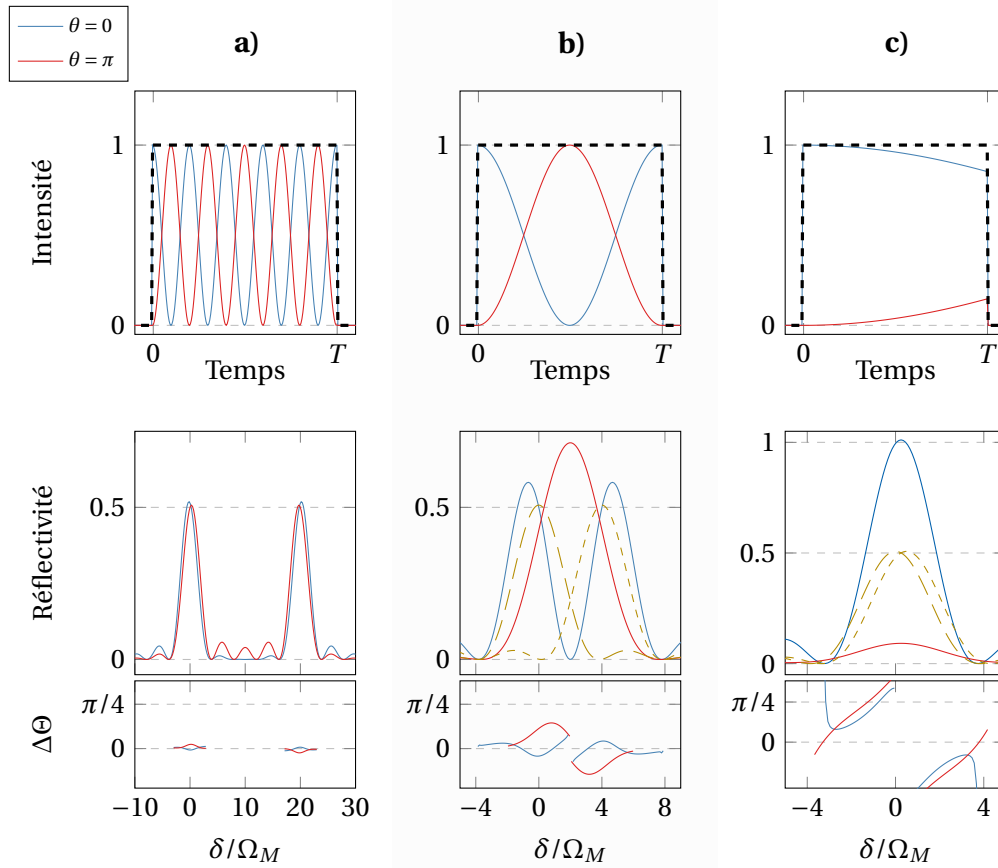 θ = 0
θ = π
a) b) c)
Intensité
1 1 1
0 0 0
0 T 0 T 0 T
Temps Temps Temps
Réflectivité
0.5 0.5 1
0 0 0.5
0
ΔΘ
π/4 π/4 π/4
0 0 0
−10 0 10 20 30 −4 0 4 8 −4 0 4
δ/Ω_M δ/Ω_M δ/Ω_M